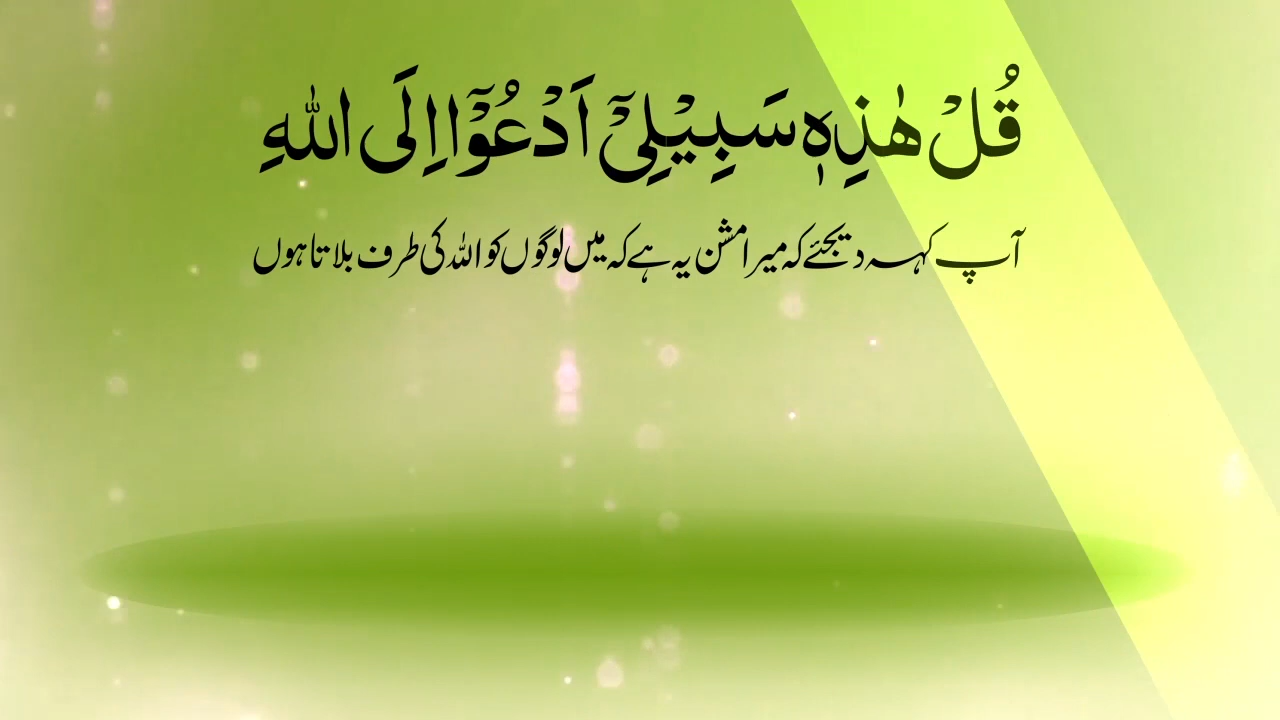 قُلْ هٰذِهٖ سَبِیْلِیْۤ اَدْعُوْۤا اِلَی اللّٰهِ
آپ کہہ دیجئے کہ میرا مشن یہ ہے کہ میں لوگوں کو اللہ کی طرف بلاتا ہوں